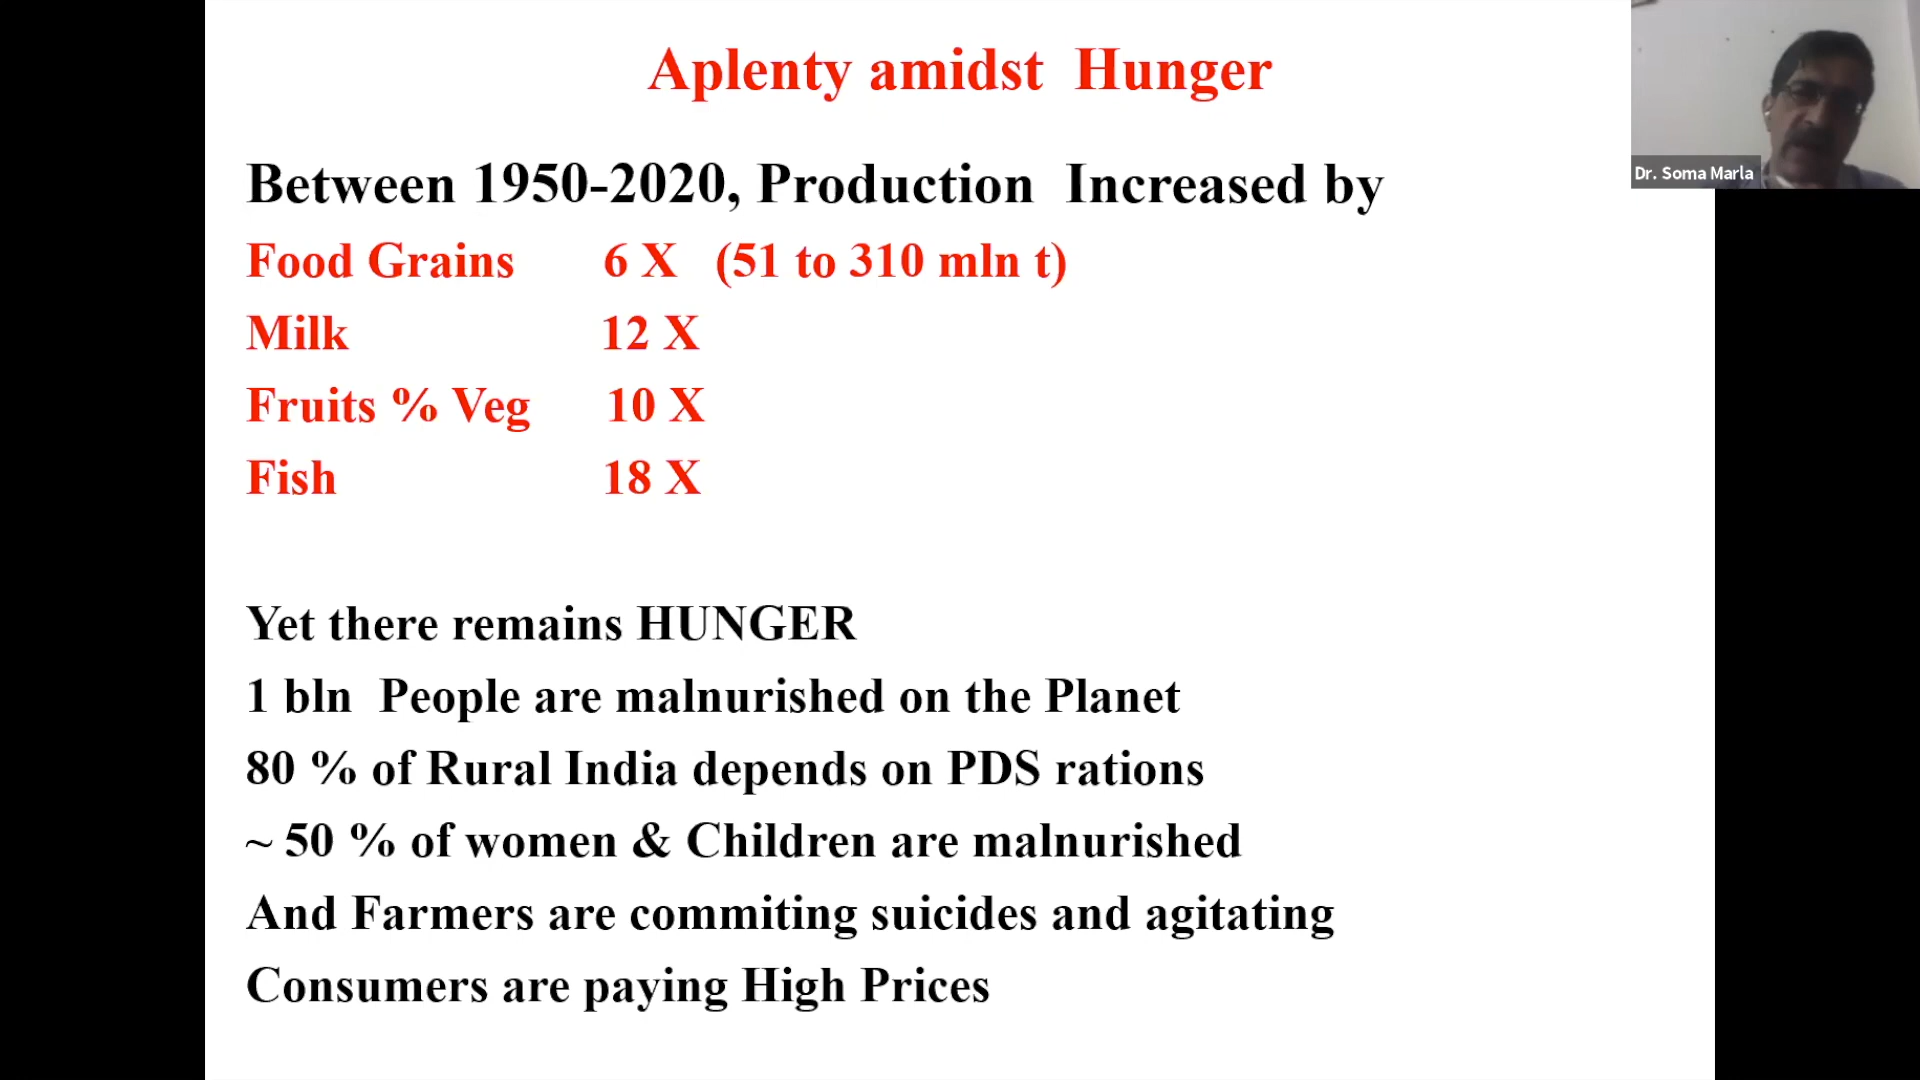 Aplenty amidst Hunger
Dr. Soma Marla
Between 1950-2020, Production Increased by
Food Grains 6 X (51 to 310 mln t)
Milk 12 X
Fruits % Veg 10 X
Fish 18 X
Yet there remains HUNGER
1 bln People are malnurished on the Planet
80 % of Rural India depends on PDS rations
~ 50 % of women & Children are malnurished
And Farmers are commiting suicides and agitating
Consumers are paying High Prices